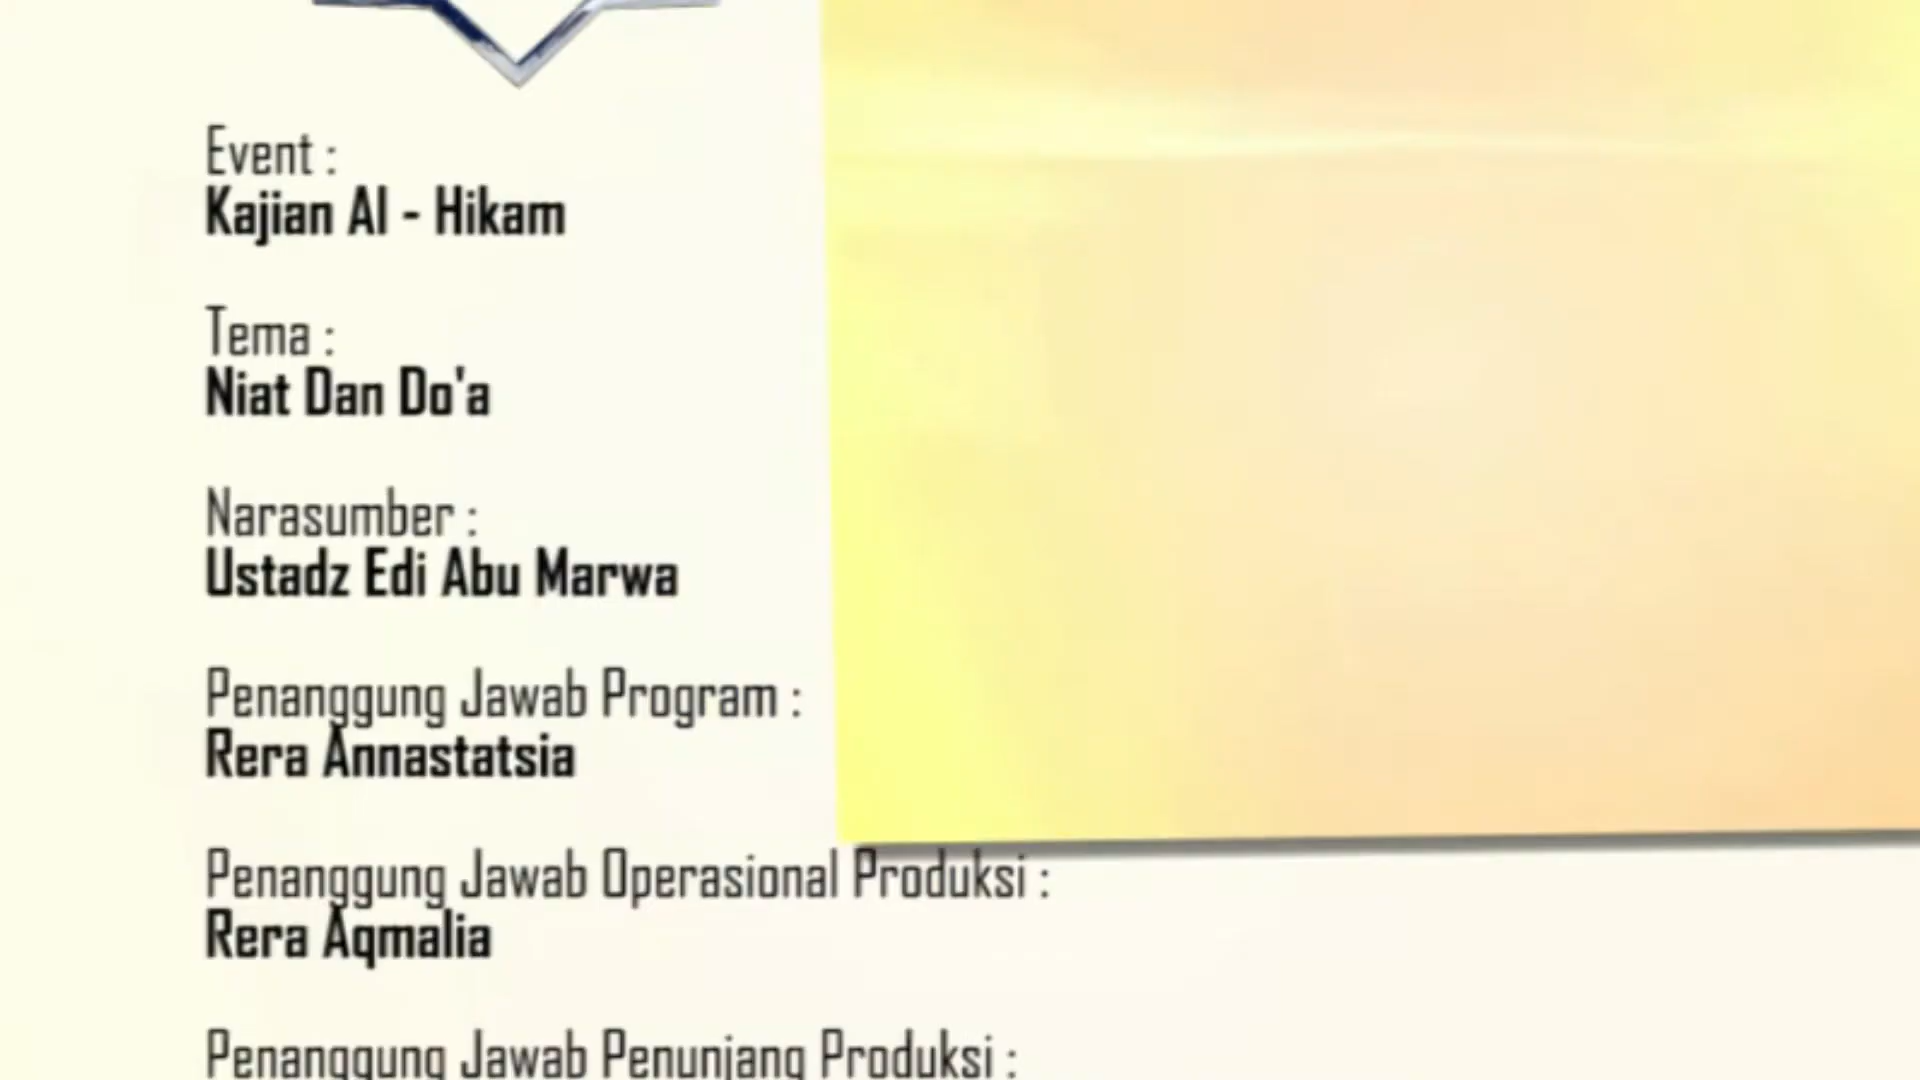 Event :
Kajian Al - Hikam
Tema :
Niat Dan Do'a
Narasumber :
Ustadz Edi Abu Marwa
Penanggung Jawab Program :
Rera Annastatsia
Penanggung Jawab Operasional Produksi :
Rera Aqmalia
Penanggung Jawab Penunjang Produksi :